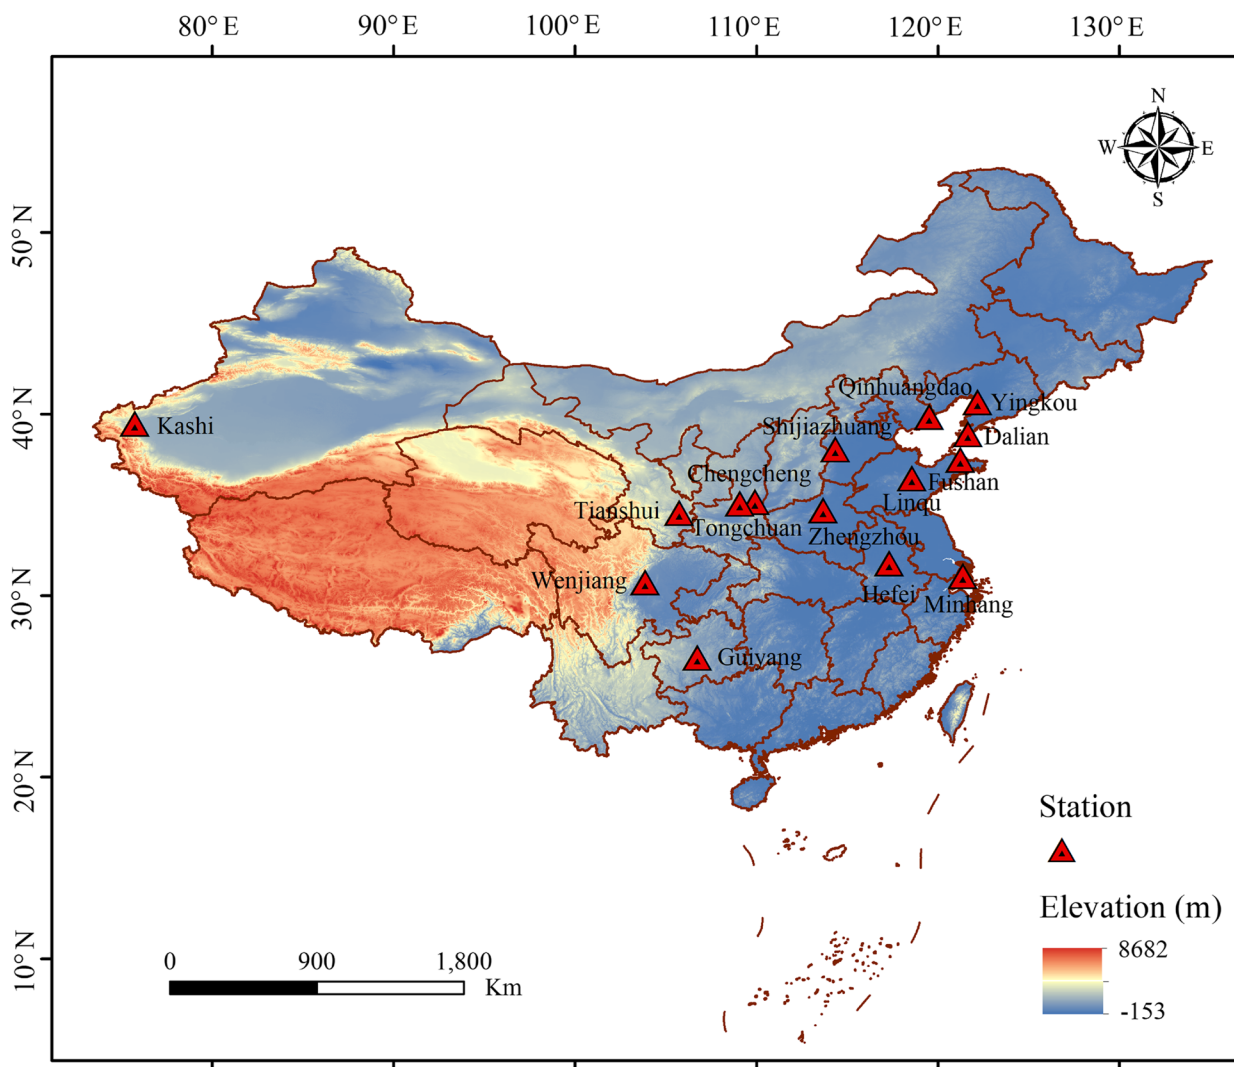 80°E 90°E 100°E 110°E 120°E 130°E
N
W E
S
50°N
40°N
30°N
20°N
10°N
Qinhuangdao
Yingkou
Kashi
Shijiazhuang
Dalian
Chengcheng
Fushan
Linqu
Tianshui
Tongchuan
Zhengzhou
Wenjiang
Hefei
Minhang
Guiyang
Station
Elevation (m)
8682
-153
0 900 1,800
Km